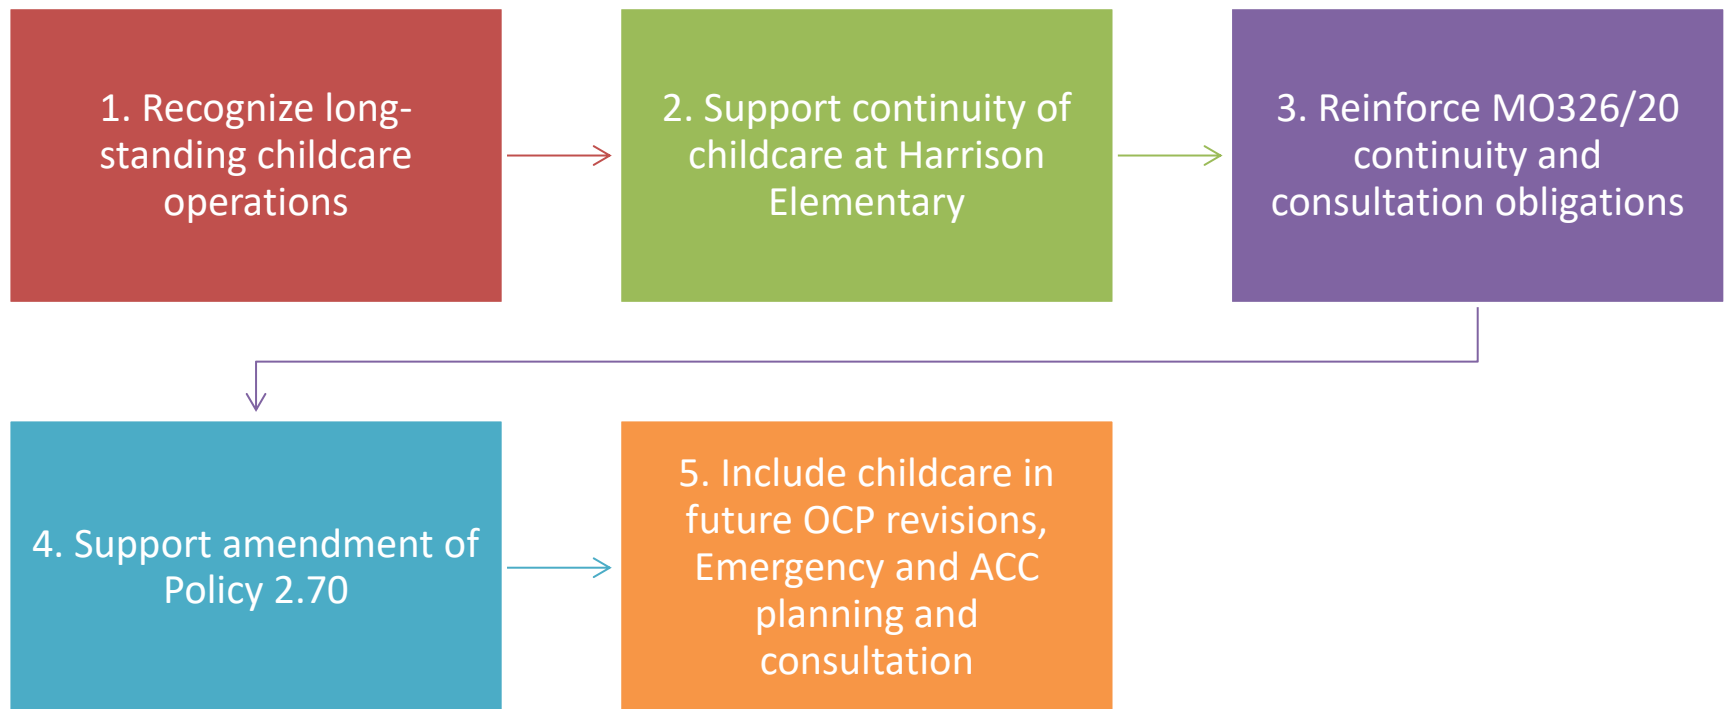 1. Recognize long-
standing childcare
operations
2. Support continuity of
childcare at Harrison
Elementary
3. Reinforce MO326/20
continuity and
consultation obligations
4. Support amendment of
Policy 2.70
5. Include childcare in
future OCP revisions,
Emergency and ACC
planning and
consultation